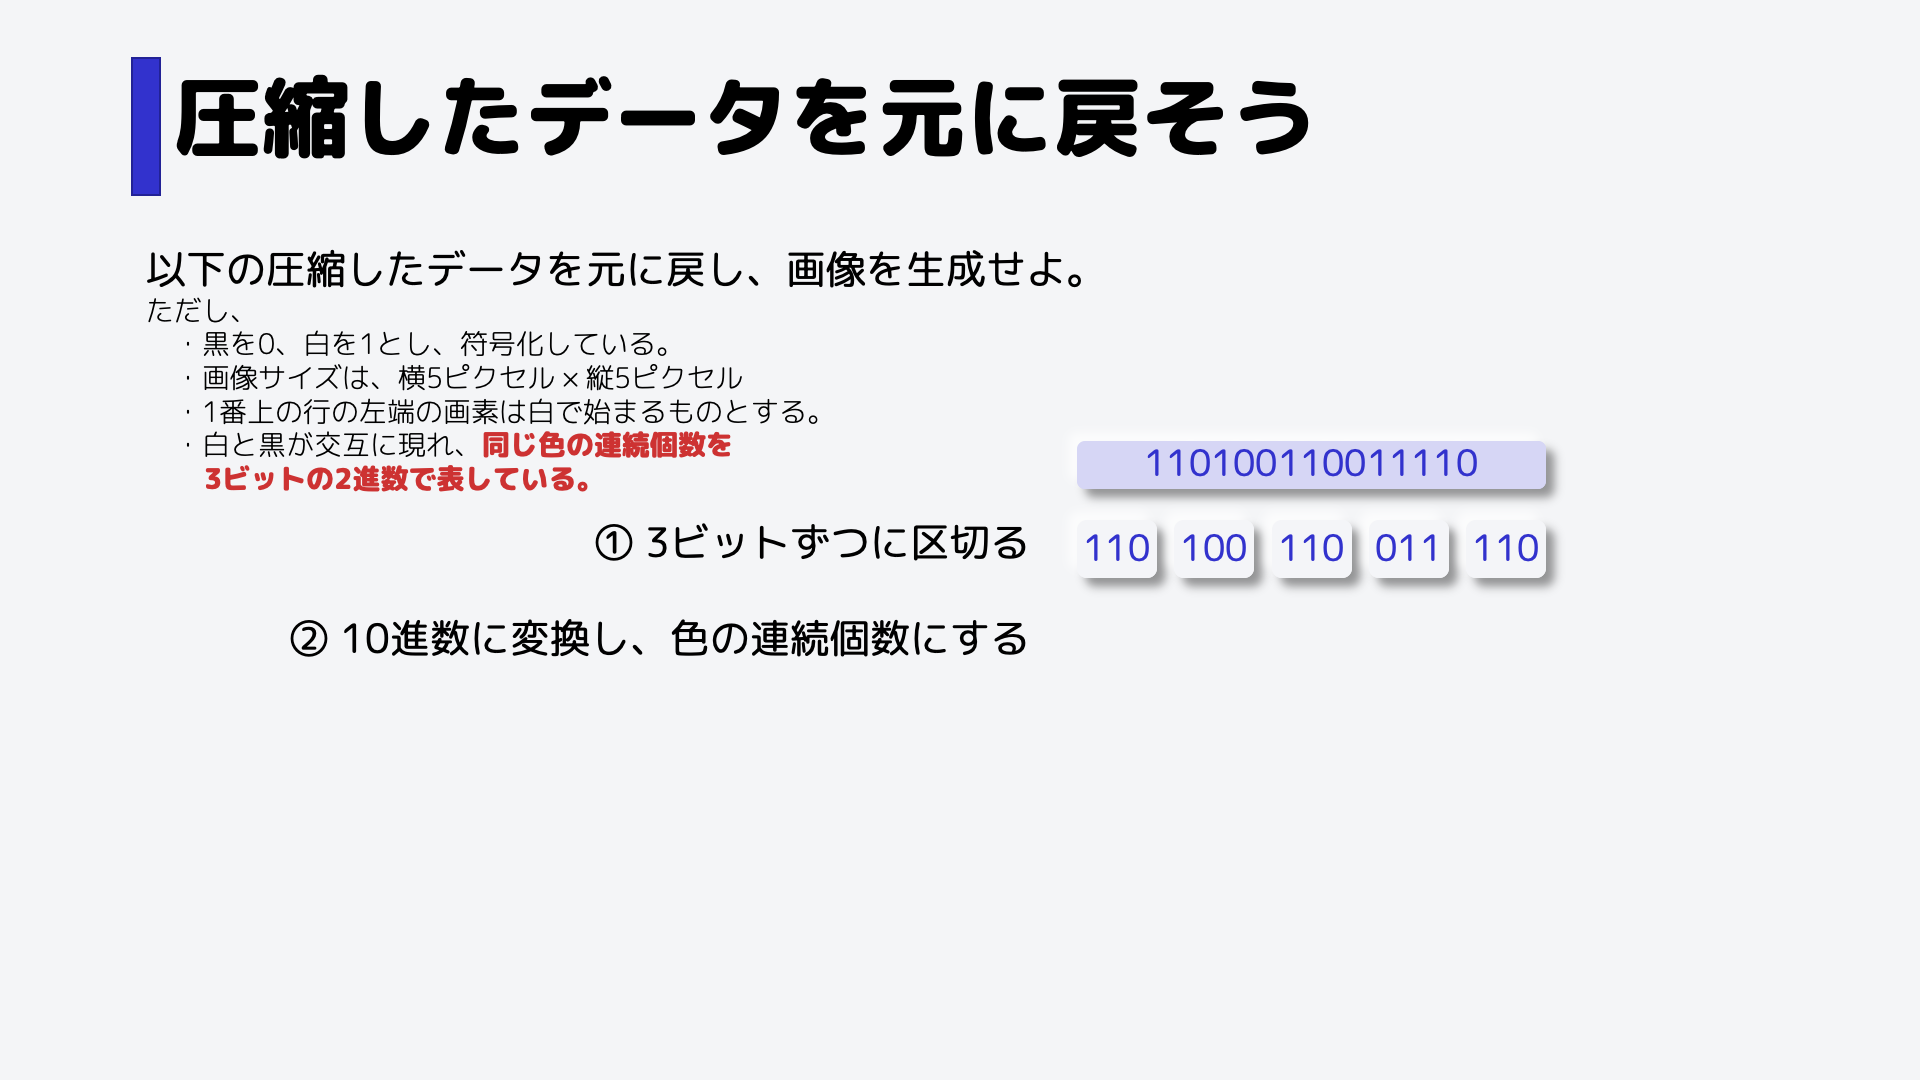 圧縮したデータを元に戻そう
以下の圧縮したデータを元に戻し、画像を生成せよ。
ただし、
・黒を0、白を1とし、符号化している。
・画像サイズは、横5ピクセル × 縦5ピクセル
・1番上の行の左端の画素は白で始まるものとする。
・白と黒が交互に現れ、同じ色の連続個数を
3ビットの2進数で表している。
110100110011110
① 3ビットずつに区切る
110 100 110 011 110
② 10進数に変換し、色の連続個数にする